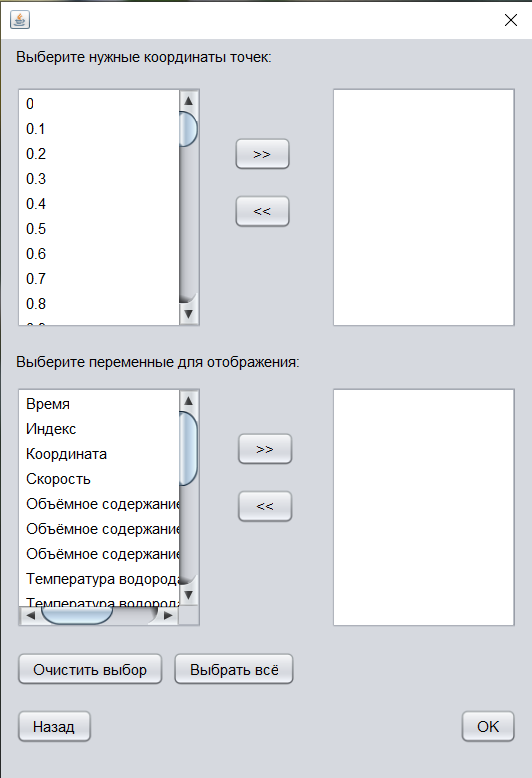 Выберите нужные координаты точек:
0
0.1
0.2
0.3
0.4
0.5
0.6
0.7
0.8
>>
<<
Выберите переменные для отображения:
Время
Индекс
Координата
Скорость
Объёмное содержание
Объёмное содержание
Объёмное содержание
Температура водорода
Температура водорода
>>
<<
Очистить выбор
Выбрать всё
Назад
OK